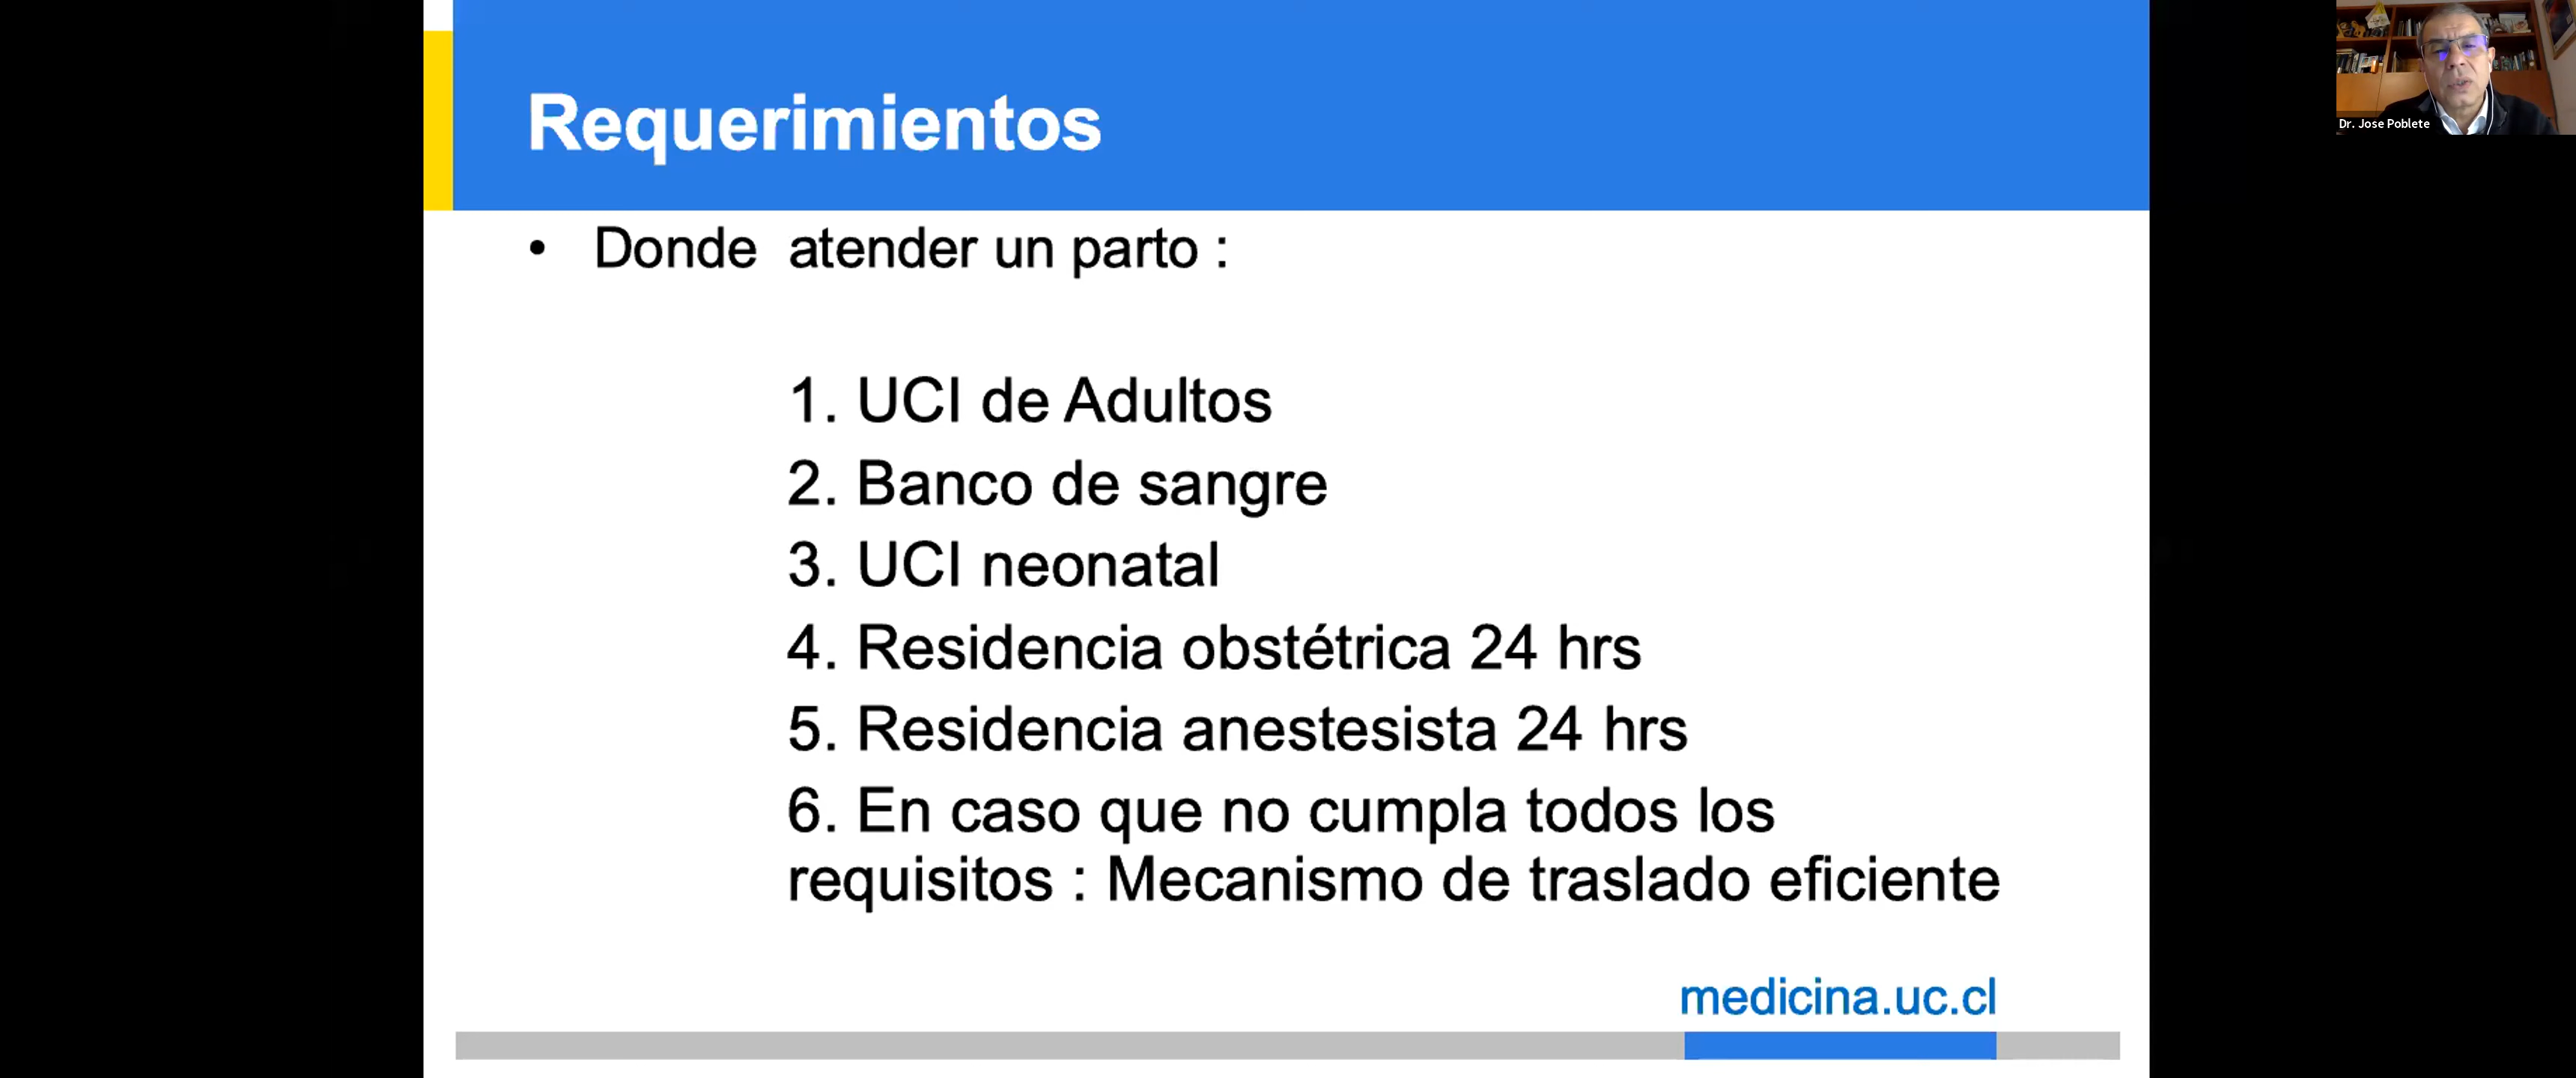 Requerimientos
• Donde atender un parto :
1. UCI de Adultos
2. Banco de sangre
3. UCI neonatal
4. Residencia obstétrica 24 hrs
5. Residencia anestesista 24 hrs
6. En caso que no cumpla todos los
requisitos : Mecanismo de traslado eficiente
medicina.uc.cl
Dr. Jose Poblete